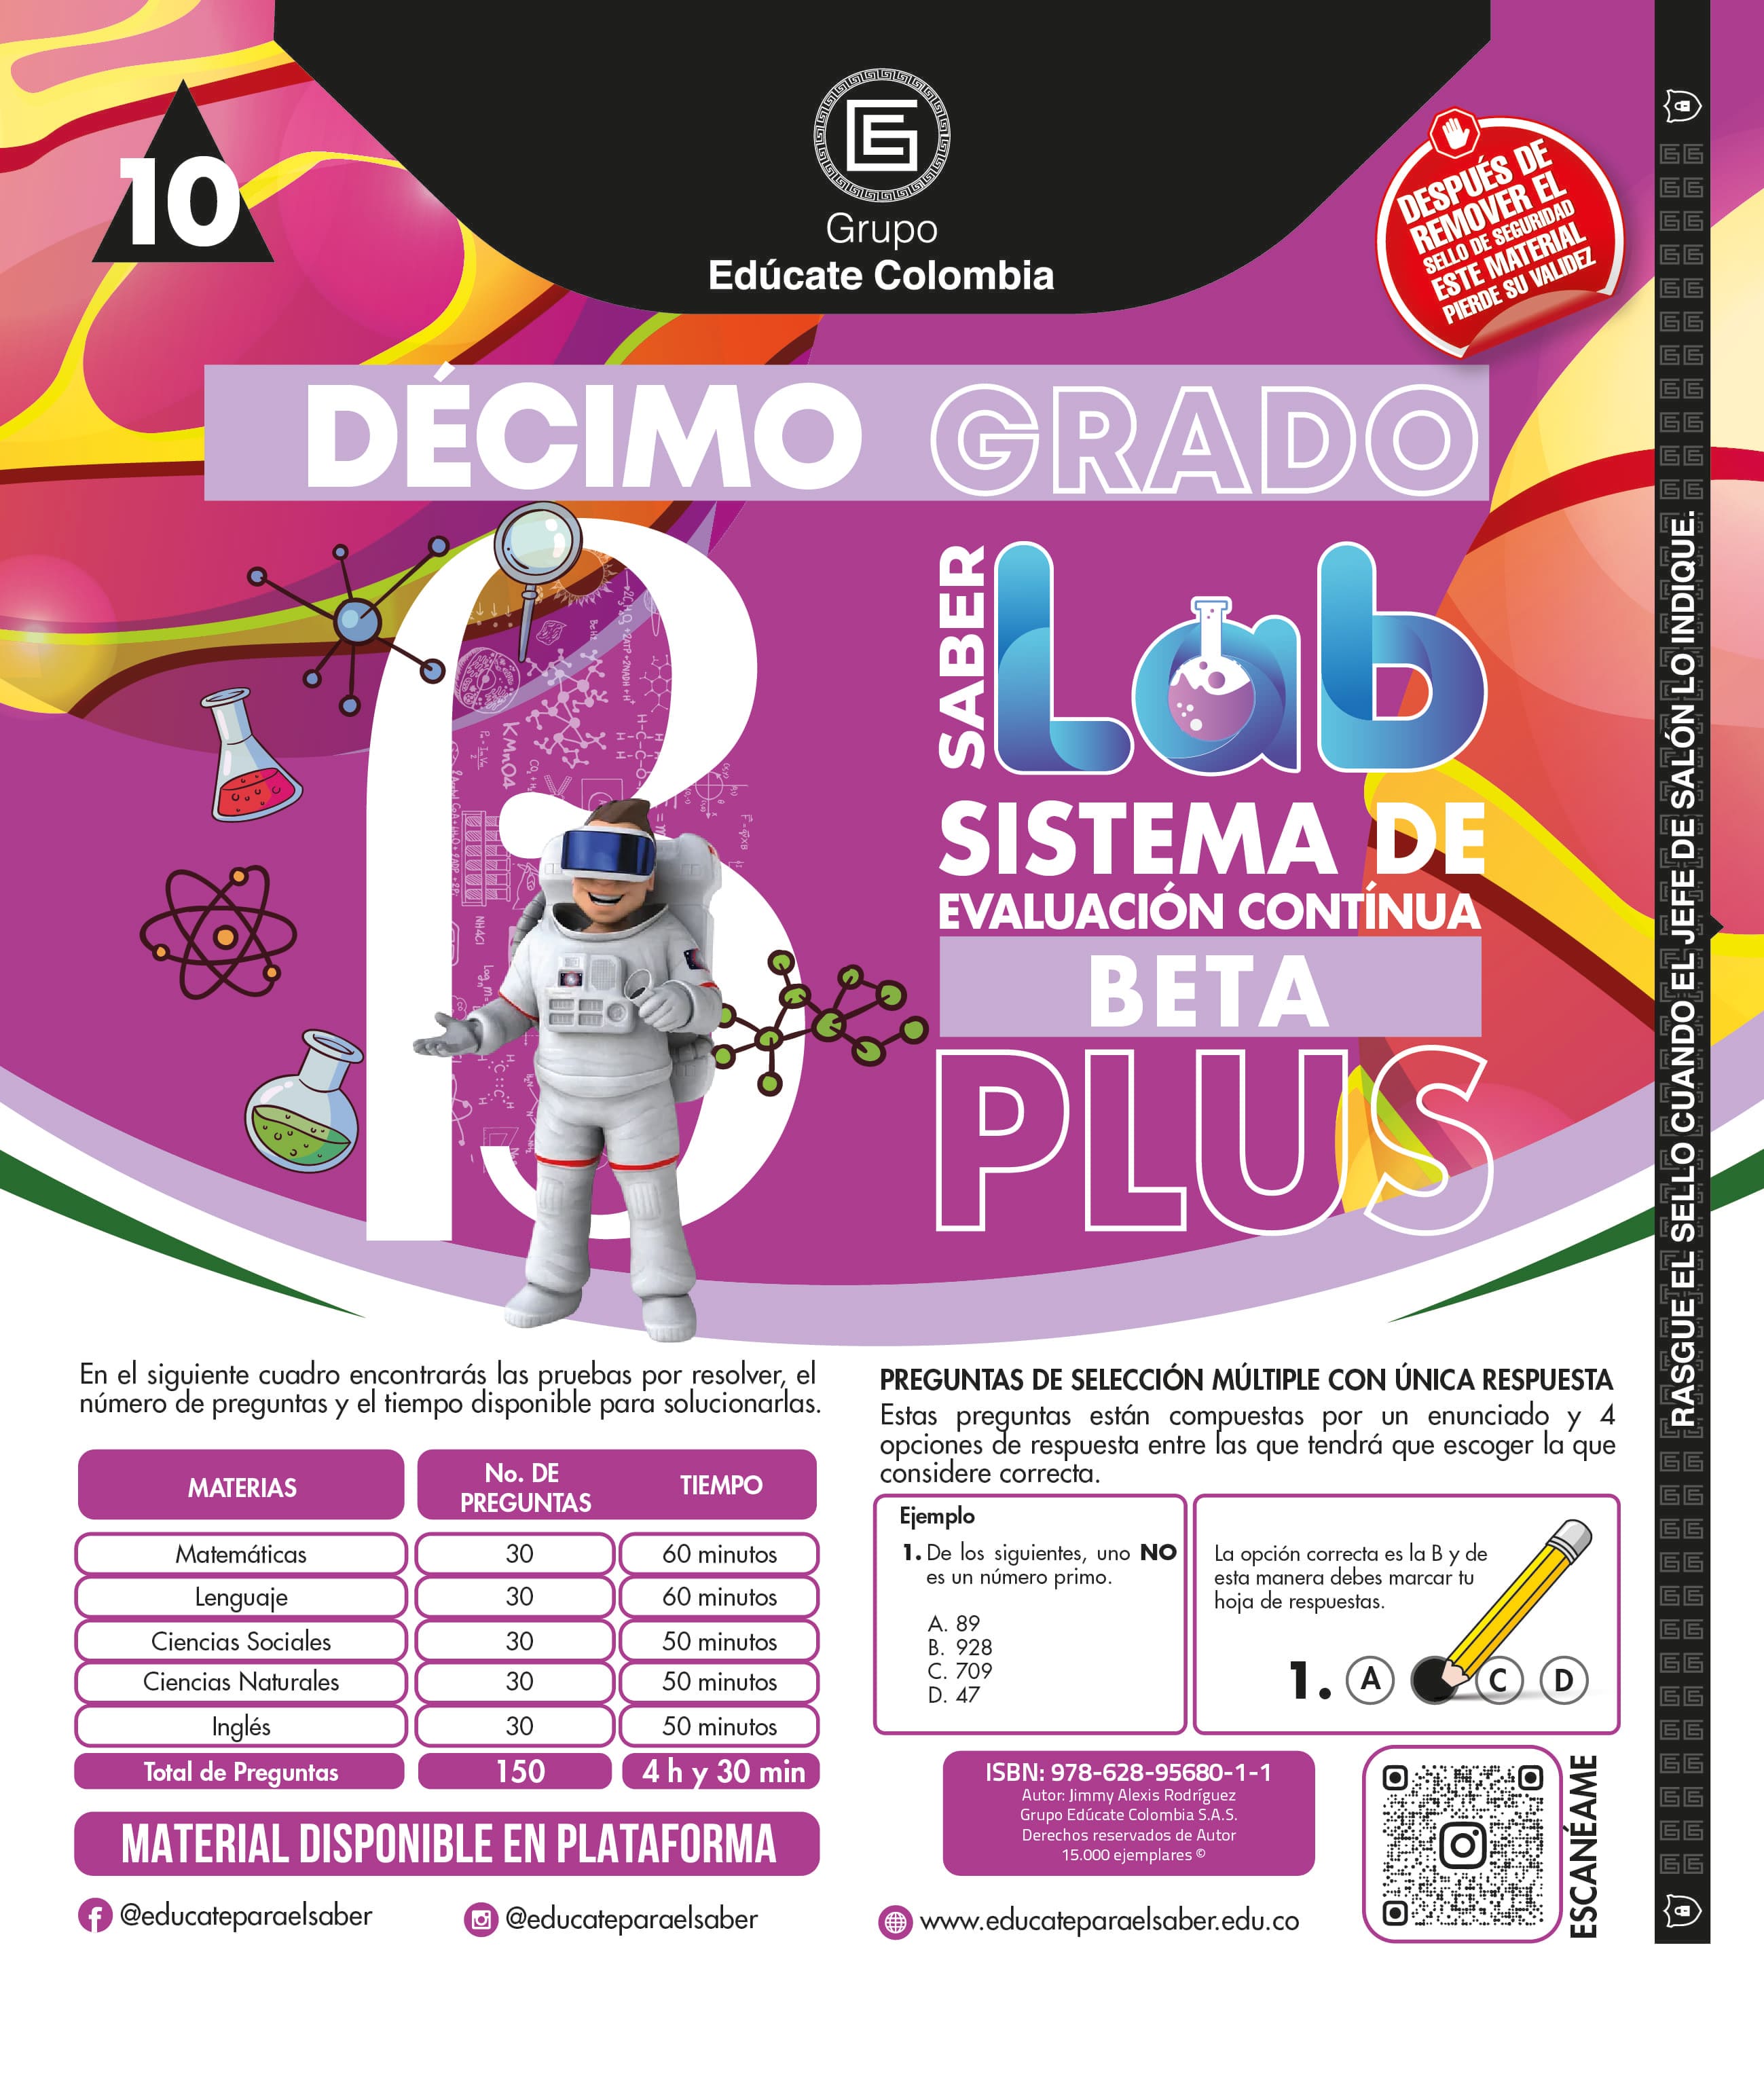 10
Grupo
Edúcate Colombia
DESPUÉS DE
REMOVER EL
SELLO DE SEGURIDAD
ESTE MATERIAL
PIERDE SU VALIDEZ
DÉCIMO GRADO
SABER
Lab
SISTEMA DE
EVALUACIÓN CONTÍNUA
BETA
PLUS
KMnO4
NH4Cl
RASGUE EL SELLO CUANDO EL JEFE DE SALÓN LO INDIQUE.
En el siguiente cuadro encontrarás las pruebas por resolver, el
número de preguntas y el tiempo disponible para solucionarlas.
MATERIAS No. DE PREGUNTAS TIEMPO
Matemáticas 30 60 minutos
Lenguaje 30 60 minutos
Ciencias Sociales 30 50 minutos
Ciencias Naturales 30 50 minutos
Inglés 30 50 minutos
Total de Preguntas 150 4 h y 30 min
MATERIAL DISPONIBLE EN PLATAFORMA
@educateparaelsaber
@educateparaelsaber
PREGUNTAS DE SELECCIÓN MÚLTIPLE CON ÚNICA RESPUESTA
Estas preguntas están compuestas por un enunciado y 4
opciones de respuesta entre las que tendrá que escoger la que
considere correcta.
Ejemplo
1. De los siguientes, uno NO
es un número primo.
A. 89
B. 928
C. 709
D. 47
La opción correcta es la B y de
esta manera debes marcar tu
hoja de respuestas.
1. A C D
ISBN: 978-628-95680-1-1
Autor: Jimmy Alexis Rodríguez
Grupo Edúcate Colombia S.A.S.
Derechos reservados de Autor
15.000 ejemplares ©
ESCANÉAME
www.educateparaelsaber.edu.co